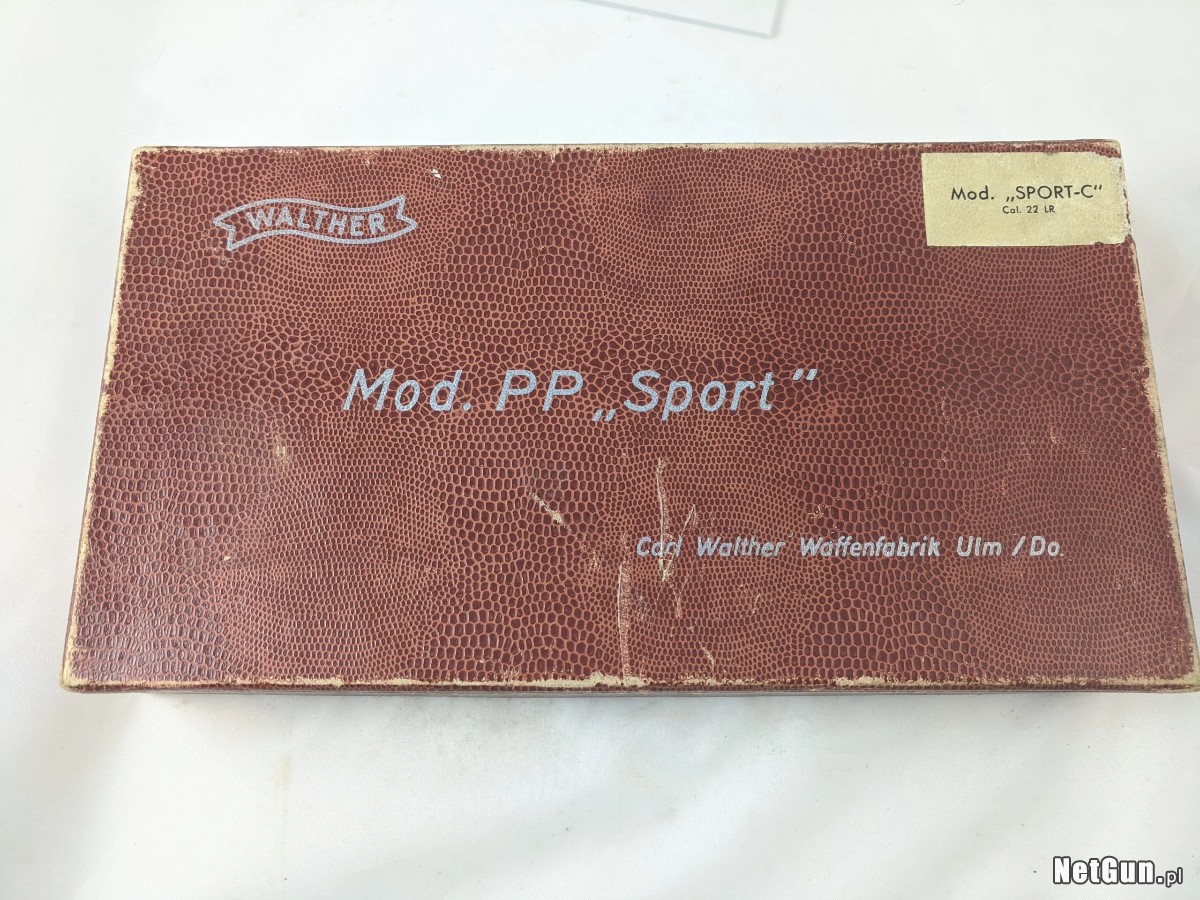 WALTHER
Mod. „SPORT-C“
Cal. 22 LR
Mod. PP „Sport“
Carl Walther Waffenfabrik Ulm /Do.
NetGun.pl